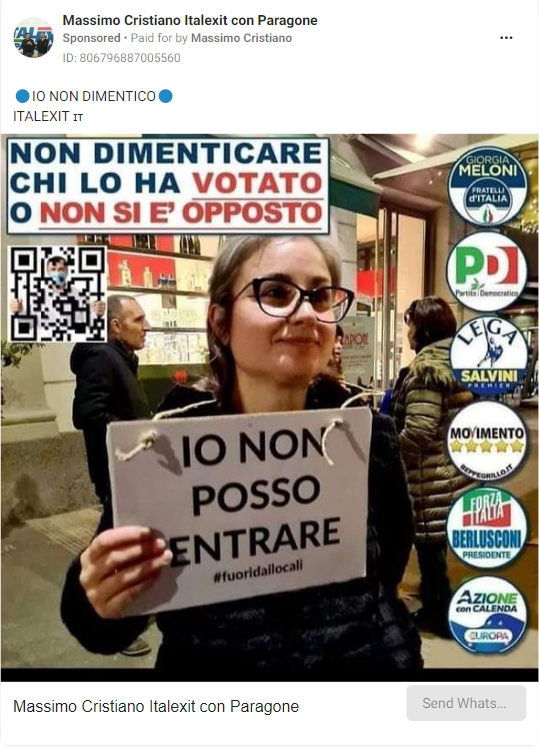 Massimo Cristiano Italexit con Paragone
Sponsored • Paid for by Massimo Cristiano
ID: 806796887005560
🔵IO NON DIMENTICO🔵
ITALEXIT IT
NON DIMENTICARE
CHI LO HA VOTATO
O NON SI E' OPPOSTO
GIORGIA
MELONI
FRATELLI
d'ITALIA
PD
Partito Democratico
LEGA
SALVINI
PREMIER
MOVIMENTO
BEPPEGRILLO.IT
FORZA
ITALIA
BERLUSCONI
PRESIDENTE
AZIONE
con CALENDA
EUROPA
IO NON
POSSO
ENTRARE
#fuoridailocali
Massimo Cristiano Italexit con Paragone
Send Whats...